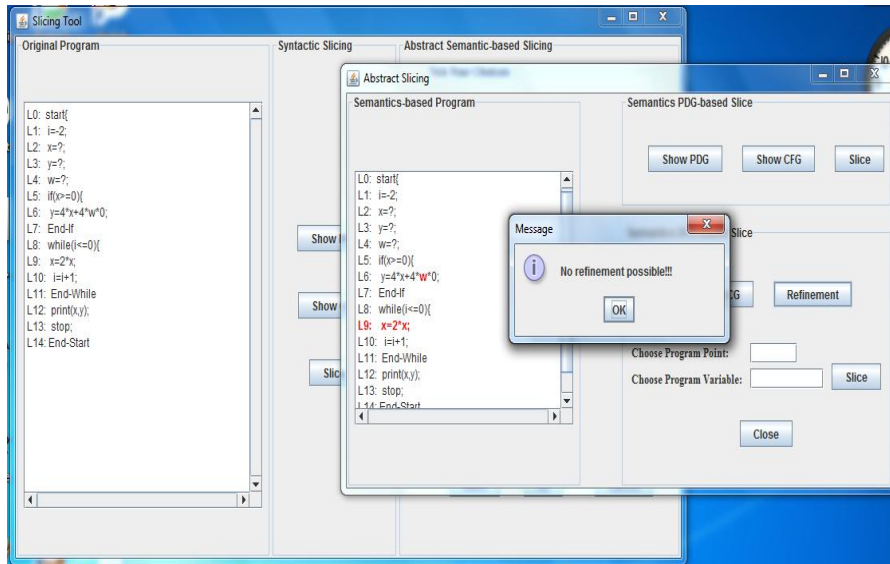 Slicing Tool
Original Program
Syntactic Slicing
Abstract Semantic-based Slicing
L0: start{
L1: i=-2;
L2: x=?;
L3: y=?;
L4: w=?;
L5: if(x>=0){
L6: y=4*x+4*w*0;
L7: End-If
L8: while(i<=0){
L9: x=2*x;
L10: i=i+1;
L11: End-While
L12: print(x,y);
L13: stop;
L14: End-Start
Show
Show
Slic
Abstract Slicing
Semantics-based Program
L0: start{
L1: i=-2;
L2: x=?;
L3: y=?;
L4: w=?;
L5: if(x>=0){
L6: y=4*x+4*w*0;
L7: End-If
L8: while(i<=0){
L9: x=2*x;
L10: i=i+1;
L11: End-While
L12: print(x,y);
L13: stop;
L14: End-Start
Semantics PDG-based Slice
Show PDG
Show CFG
Slice
Slice
CG
Refinement
Choose Program Point:
Choose Program Variable:
Slice
Close
Message
No refinement possible!!!
OK